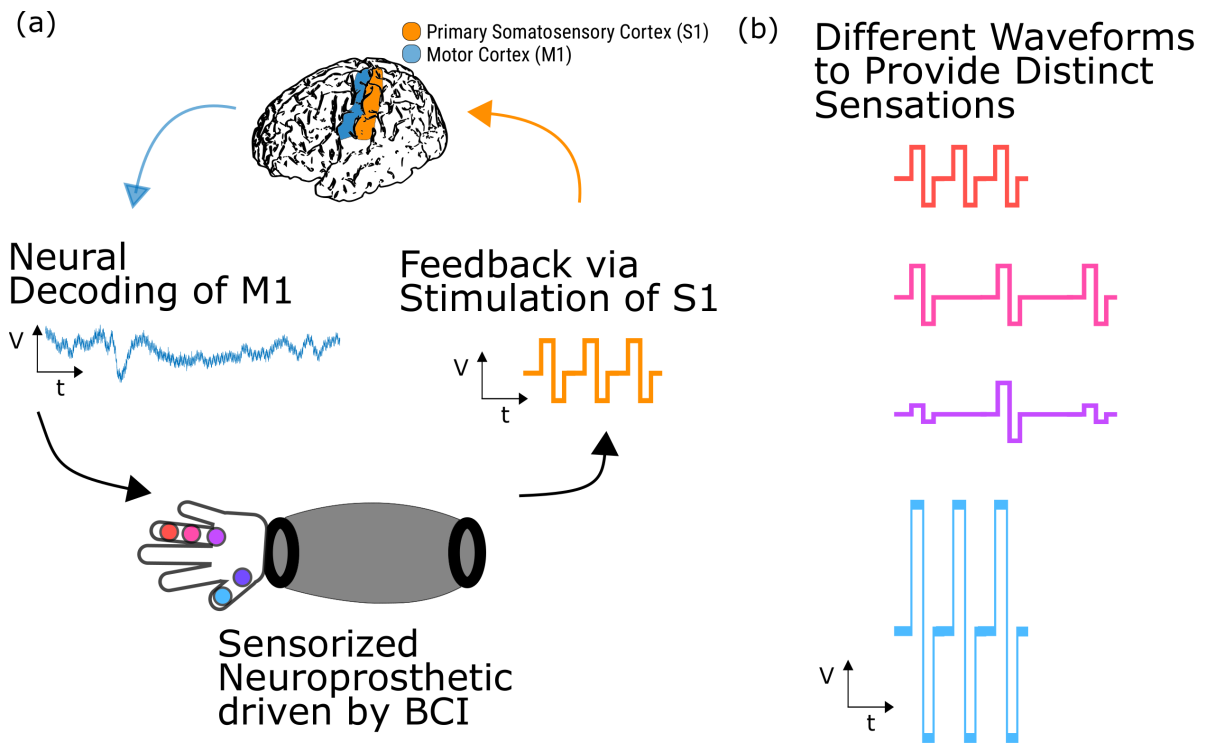 (a)
Primary Somatosensory Cortex (S1)
Motor Cortex (M1)
Neural
Decoding of M1
V
t
Feedback via
Stimulation of S1
V
t
Sensorized
Neuroprosthetic
driven by BCI
(b)
Different Waveforms
to Provide Distinct
Sensations
V
t